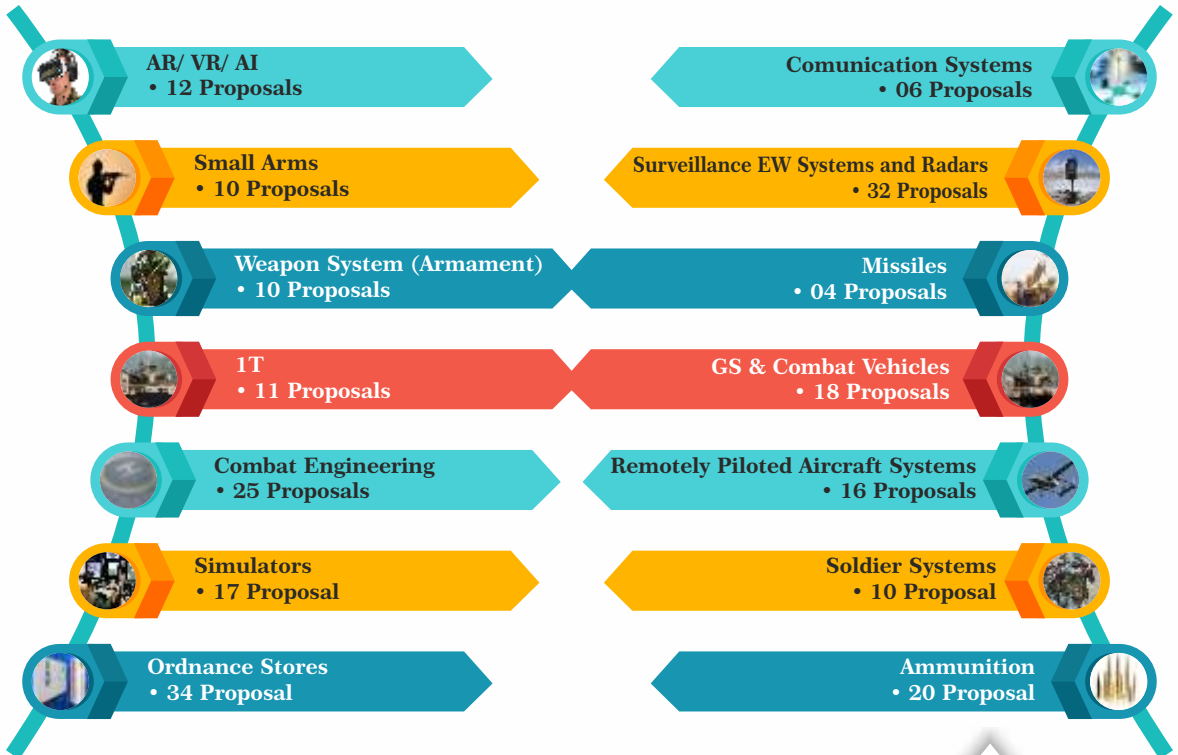 AR/ VR/ AI
• 12 Proposals
Small Arms
• 10 Proposals
Weapon System (Armament)
• 10 Proposals
1T
• 11 Proposals
Combat Engineering
• 25 Proposals
Simulators
• 17 Proposal
Ordnance Stores
• 34 Proposal
Comunication Systems
• 06 Proposals
Surveillance EW Systems and Radars
• 32 Proposals
Missiles
• 04 Proposals
GS & Combat Vehicles
• 18 Proposals
Remotely Piloted Aircraft Systems
• 16 Proposals
Soldier Systems
• 10 Proposal
Ammunition
• 20 Proposal